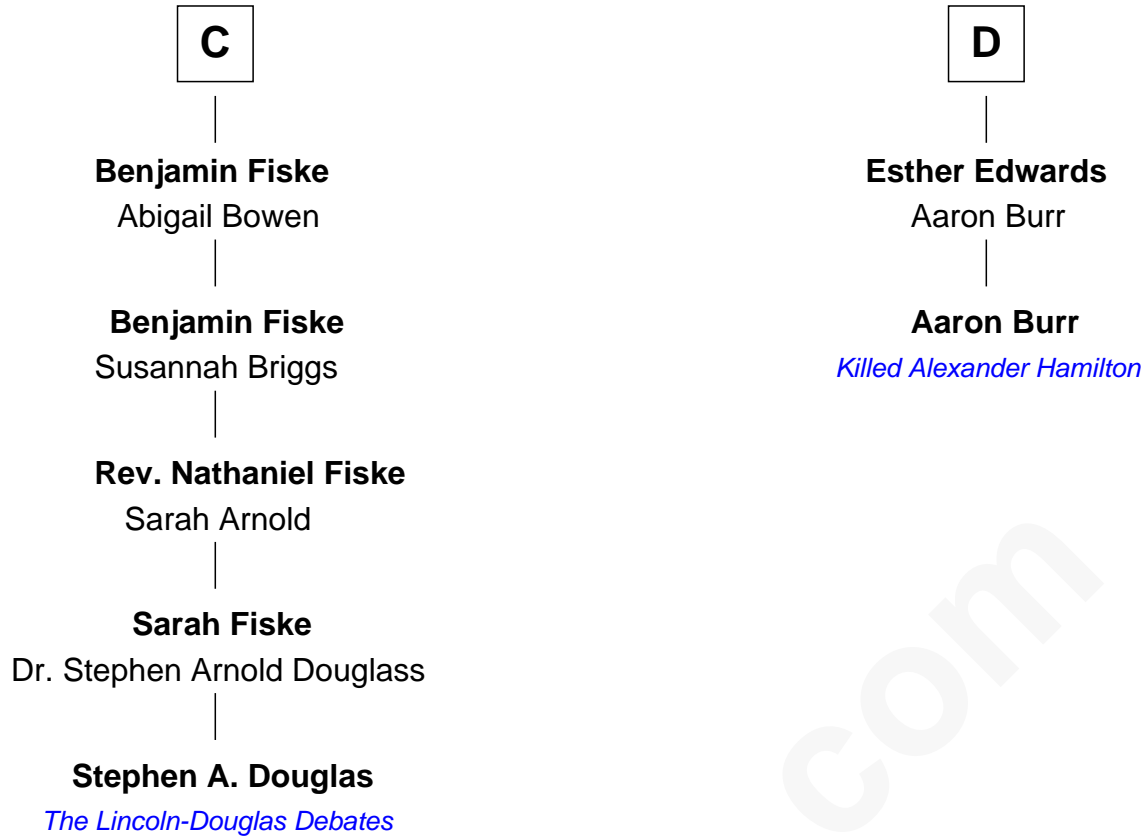 C
Benjamin Fiske
Abigail Bowen
Benjamin Fiske
Susannah Briggs
Rev. Nathaniel Fiske
Sarah Arnold
Sarah Fiske
Dr. Stephen Arnold Douglass
Stephen A. Douglas
The Lincoln-Douglas Debates
D
Esther Edwards
Aaron Burr
Aaron Burr
Killed Alexander Hamilton
com